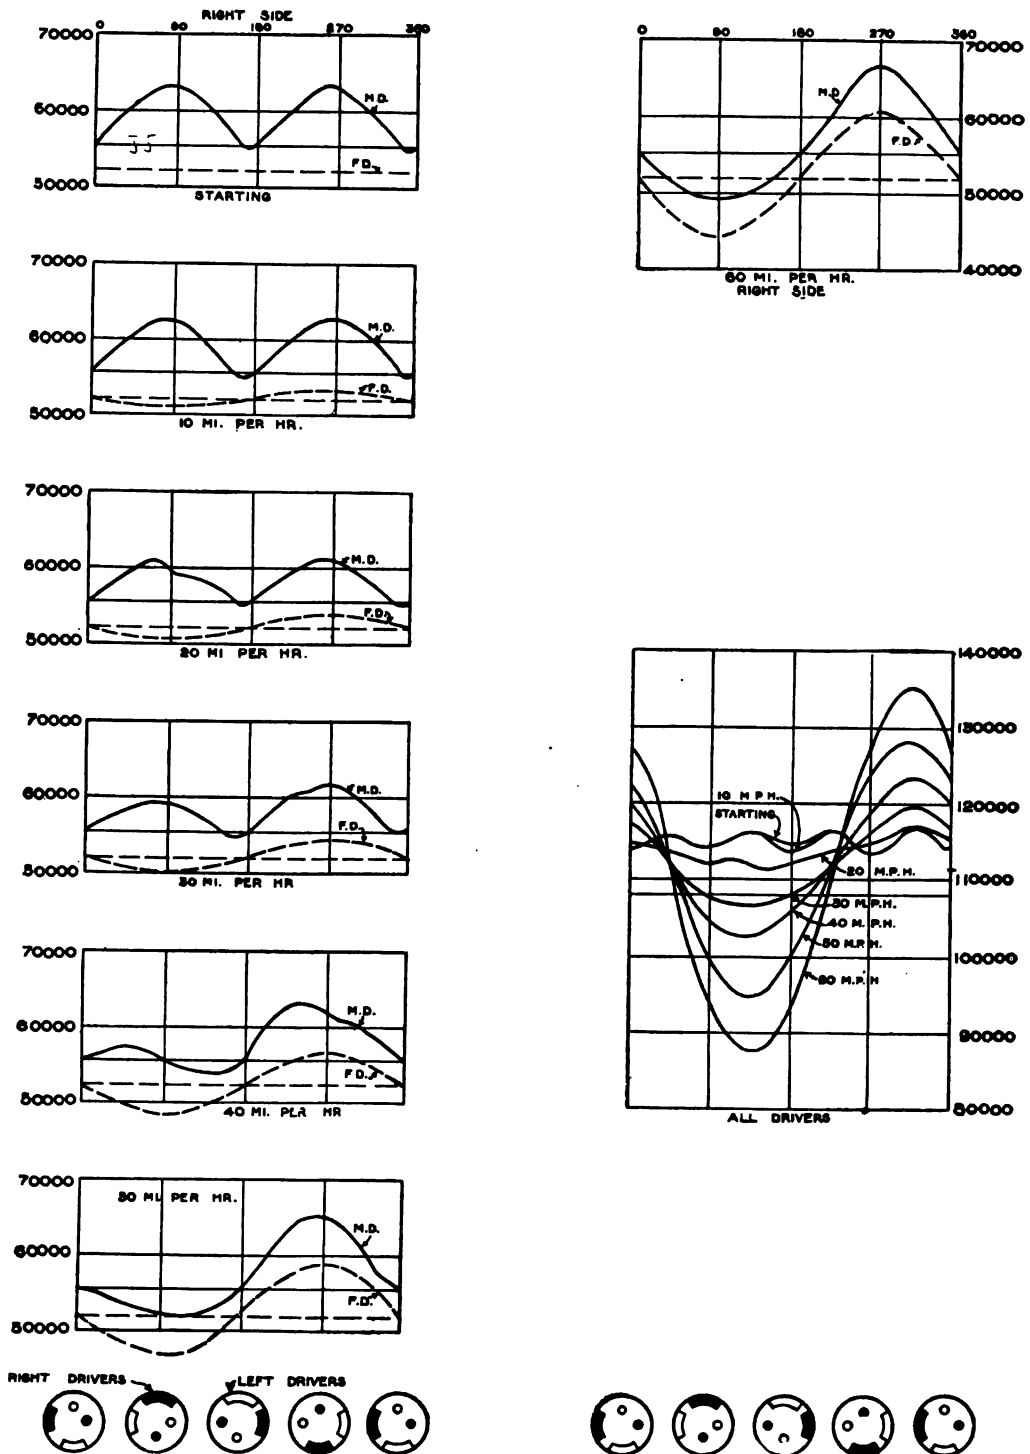 RIGHT SIDE
0 90 180 270 360
70000
60000
50000
M.D.
F.D.
STARTING
70000
60000
50000
M.D.
F.D.
10 MI. PER HR.
70000
60000
50000
M.D.
F.D.
20 MI PER HR.
70000
60000
50000
M.D.
F.D.
30 MI. PER HR
70000
60000
50000
M.D.
F.D.
40 MI. PER HR
70000
60000
50000
50 MI. PER HR.
M.D.
F.D.
RIGHT DRIVERS
LEFT DRIVERS
0 90 180 270 360
70000
60000
50000
40000
M.D
F.D.
60 MI. PER HR.
RIGHT SIDE
140000
130000
120000
110000
100000
90000
80000
10 M.P.H.
STARTING
20 M.P.H.
30 M.P.H.
40 M.P.H.
50 M.P.H.
60 M.P.H
ALL DRIVERS